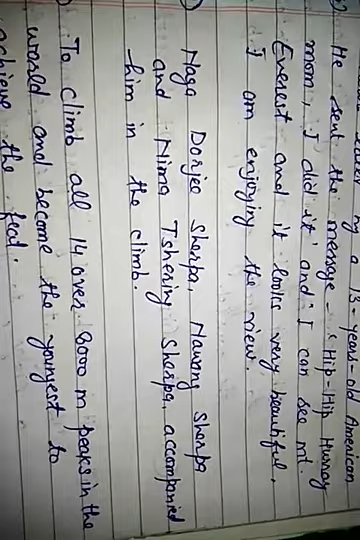 by a 13-years-old American
He sent the message - 'Hip-Hip Hurray
mom, I did it' and 'I can see mt.
Everest and it looks very beautiful.
I am enjoying the view.
Naga Dorjee Sherpa, Nawang Sherpa
and Nima Tshering Sherpa, accompanied
him in the climb.
To climb all 14 over 8000 m peaks in the
world and become the youngest to
achieve the feat.